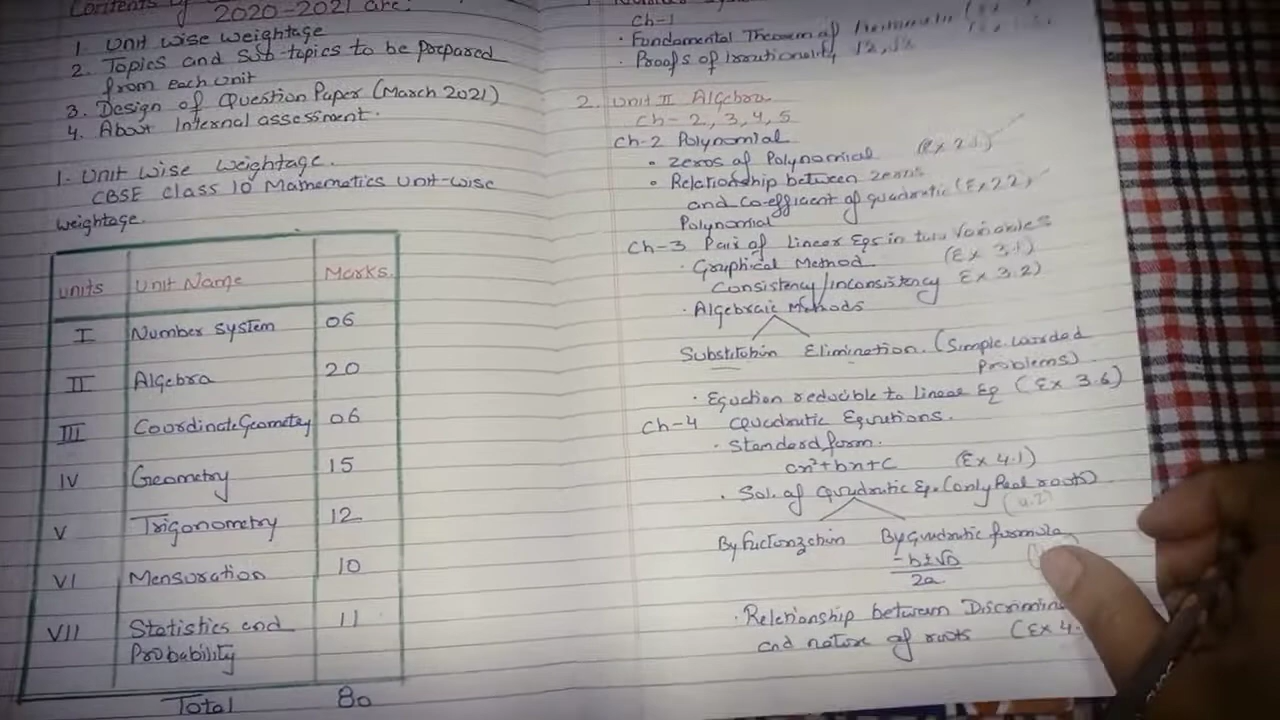 Contents of
2020-2021 are:
1 Unit wise weightage
2. Topics and Sub-topics to be prepared
from each unit
3. Design of Question Paper (March 2021)
4. About Internal assessment.
1- Unit wise weightage.
CBSE class 10 Mathematics Unit-wise
weightage.
Units Unit Name Marks.
I Number system 06
II Algebra 20
III Coordinate Geometry 06
IV Geometry 15
V Trigonometry 12
VI Mensuration 10
VII Statistics and 11
Probability
Total 80
Ch-1
· Fundamental Theorem of
· Proofs of Irrationality √2,
2. Unit II Algebra
Ch- 2, 3, 4, 5
Ch-2 Polynomial
• Zeros of Polynomial (Ex 2.1)
• Relationship between zeros
and co-efficient of quadratic (Ex 2.2)
Polynomial
Ch-3 Pair of Linear Eqs in two Variables
· Graphical Method (Ex 3.1)
Consistency/inconsistency Ex 3.2)
· Algebraic Methods
Substitution Elimination. (Simple worded
Problems)
· Equation reducible to linear Eq (Ex 3.6)
Ch-4 Quadratic Equations.
· Standard form.
ax²+bx+c (Ex 4.1)
· Sol. of Quadratic Eq. (only Real roots)
(4.2)
By factorization By quadratic formula
-b±√D
2a
· Relationship between Discrimin
and nature of roots (Ex 4.